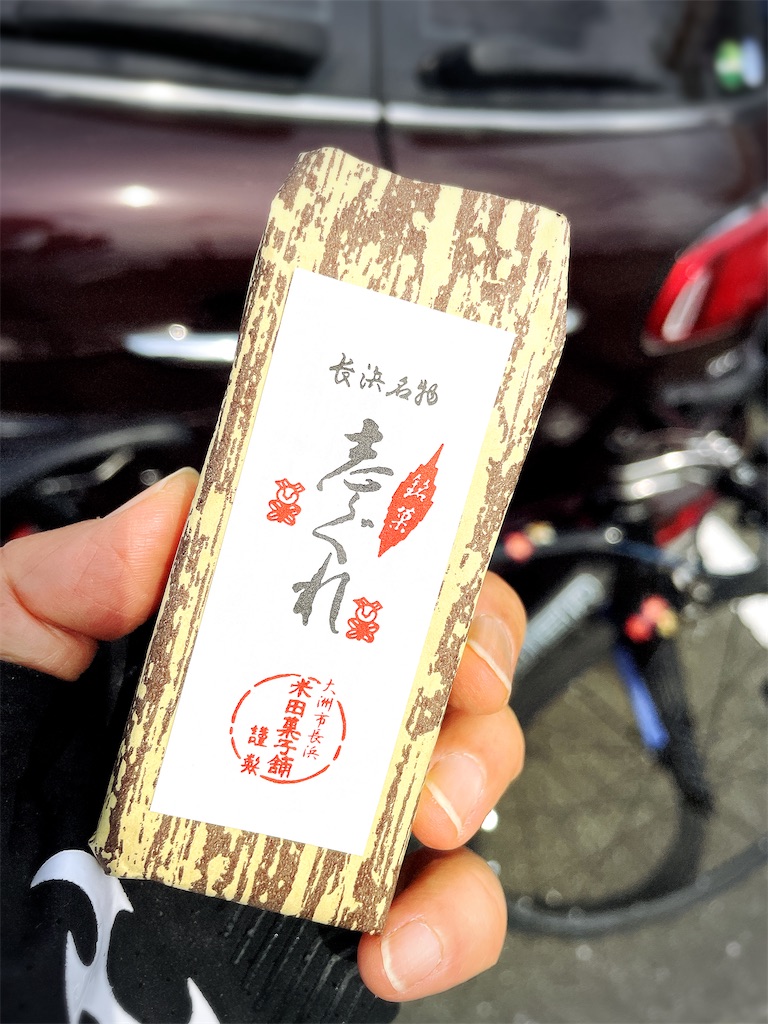 長浜名物
志ぐれ
銘菓
大洲市長浜
米田菓子舗
謹製